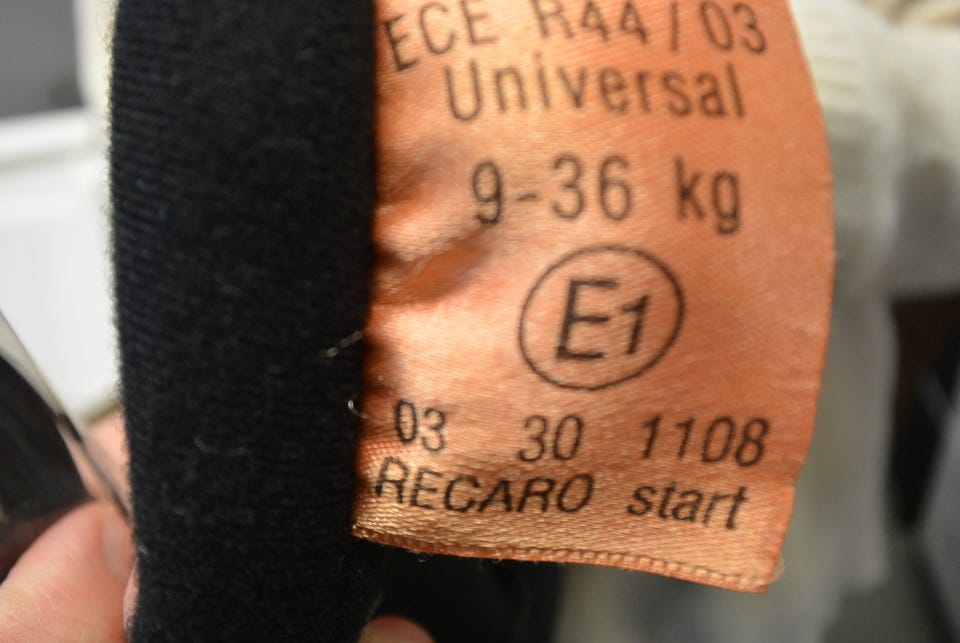 ECE R44/03
Universal
9-36 kg
E1
03 30 1108
RECARO start